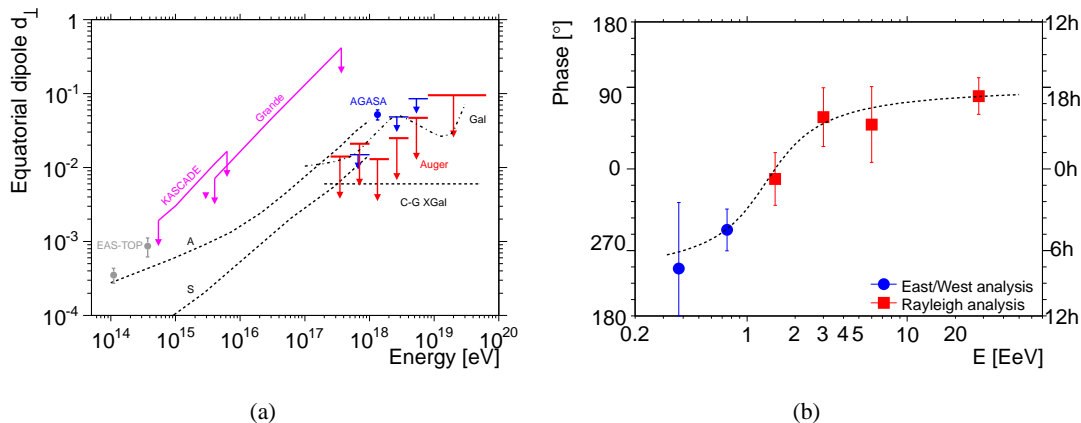 Equatorial dipole d⊥
1
10^-1
10^-2
10^-3
10^-4
KASCADE
Grande
AGASA
Gal
Auger
C-G XGal
EAS-TOP
A
S
10^14 10^15 10^16 10^17 10^18 10^19 10^20
Energy [eV]
(a)
Phase [°]
180
90
0
270
180
12h
18h
0h
6h
12h
East/West analysis
Rayleigh analysis
0.2 1 2 3 4 5 10 20
E [EeV]
(b)